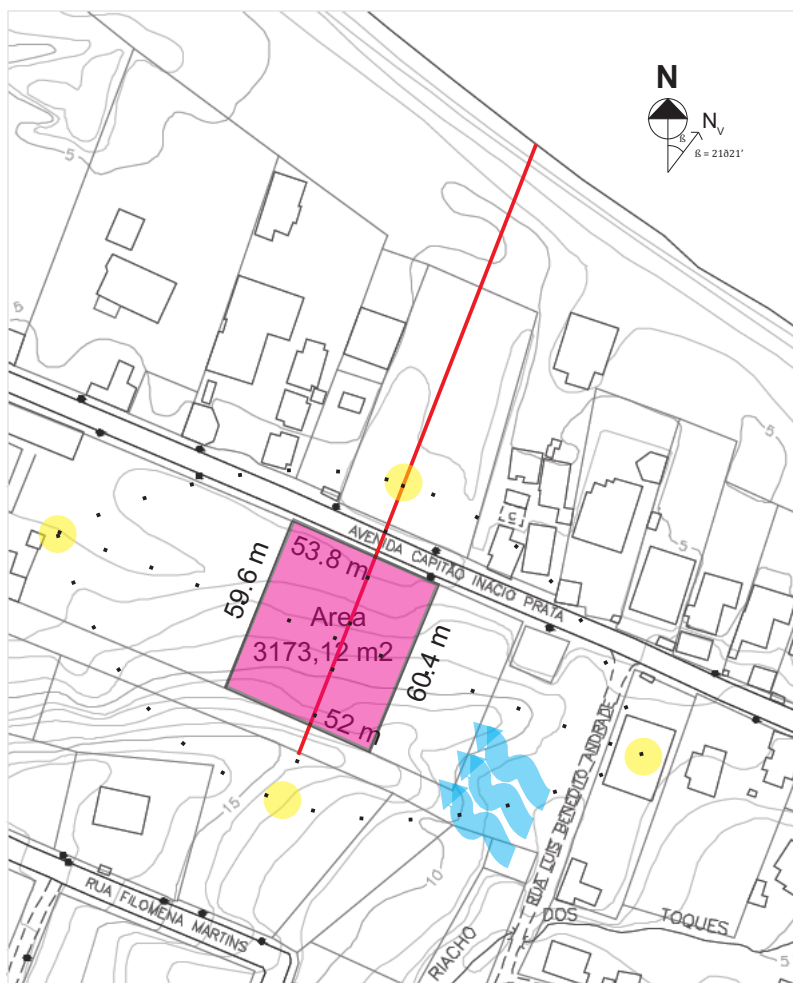 N
N
V
ß
ß = 21ð21'
5
5
5
5
5
C
AVENIDA CAPITÃO INACIO PRATA
53.8 m
59.6 m
Area
3173,12 m2
60.4 m
52 m
15
10
RUA LUIS BENEDITO ANDRADE
RUA FILOMENA MARTINS
RIACHO
DOS
TOQUES